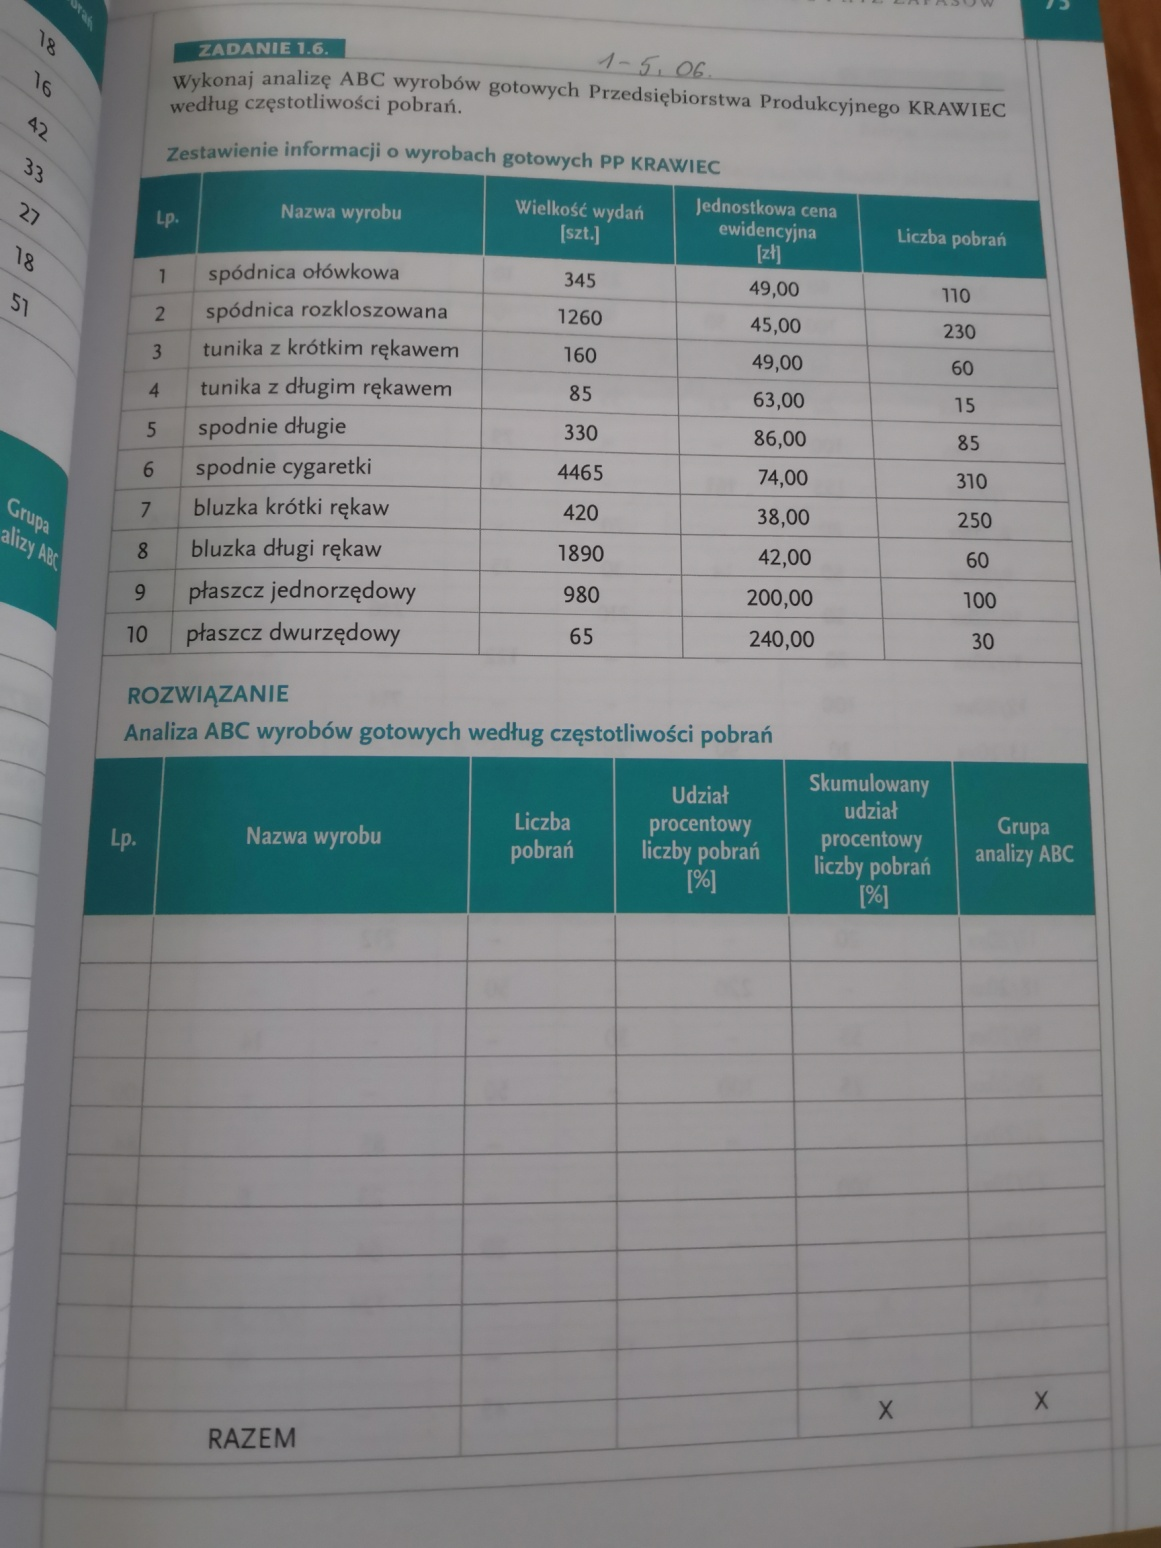 ZAPASÓW
75
brań
18
16
42
33
27
18
51
Grupa
alizy ABC
ZADANIE 1.6.
1-5, 06.
Wykonaj analizę ABC wyrobów gotowych Przedsiębiorstwa Produkcyjnego KRAWIEC
według częstotliwości pobrań.
Zestawienie informacji o wyrobach gotowych PP KRAWIEC
Lp. Nazwa wyrobu Wielkość wydań [szt.] Jednostkowa cena ewidencyjna [zł] Liczba pobrań
1 spódnica ołówkowa 345 49,00 110
2 spódnica rozkloszowana 1260 45,00 230
3 tunika z krótkim rękawem 160 49,00 60
4 tunika z długim rękawem 85 63,00 15
5 spodnie długie 330 86,00 85
6 spodnie cygaretki 4465 74,00 310
7 bluzka krótki rękaw 420 38,00 250
8 bluzka długi rękaw 1890 42,00 60
9 płaszcz jednorzędowy 980 200,00 100
10 płaszcz dwurzędowy 65 240,00 30
ROZWIĄZANIE
Analiza ABC wyrobów gotowych według częstotliwości pobrań
Lp. Nazwa wyrobu Liczba pobrań Udział procentowy liczby pobrań [%] Skumulowany udział procentowy liczby pobrań [%] Grupa analizy ABC
RAZEM X X